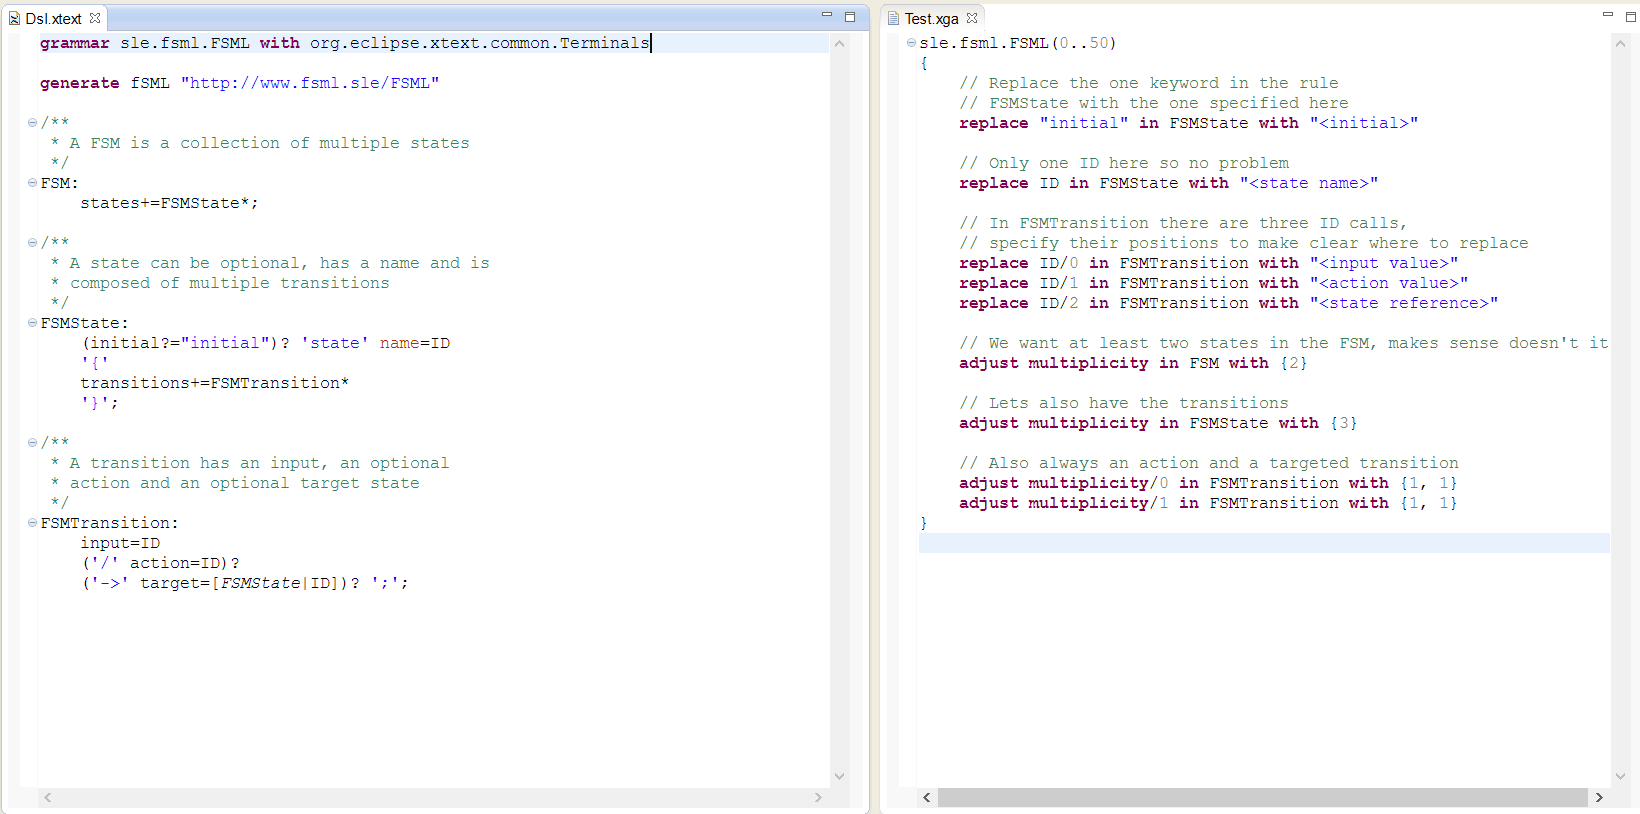 Dsl.xtext
grammar sle.fsml.FSML with org.eclipse.xtext.common.Terminals

generate fSML "http://www.fsml.sle/FSML"

/**
 * A FSM is a collection of multiple states
 */
FSM:
    states+=FSMState*;

/**
 * A state can be optional, has a name and is
 * composed of multiple transitions
 */
FSMState:
    (initial?="initial")? 'state' name=ID
    '{'
    transitions+=FSMTransition*
    '}';

/**
 * A transition has an input, an optional
 * action and an optional target state
 */
FSMTransition:
    input=ID
    ('/' action=ID)?
    ('->' target=[FSMState|ID])? ';';

Test.xga
sle.fsml.FSML(0..50)
{
    // Replace the one keyword in the rule
    // FSMState with the one specified here
    replace "initial" in FSMState with "<initial>"

    // Only one ID here so no problem
    replace ID in FSMState with "<state name>"

    // In FSMTransition there are three ID calls,
    // specify their positions to make clear where to replace
    replace ID/0 in FSMTransition with "<input value>"
    replace ID/1 in FSMTransition with "<action value>"
    replace ID/2 in FSMTransition with "<state reference>"

    // We want at least two states in the FSM, makes sense doesn't it
    adjust multiplicity in FSM with {2}

    // Lets also have the transitions
    adjust multiplicity in FSMState with {3}

    // Also always an action and a targeted transition
    adjust multiplicity/0 in FSMTransition with {1, 1}
    adjust multiplicity/1 in FSMTransition with {1, 1}
}